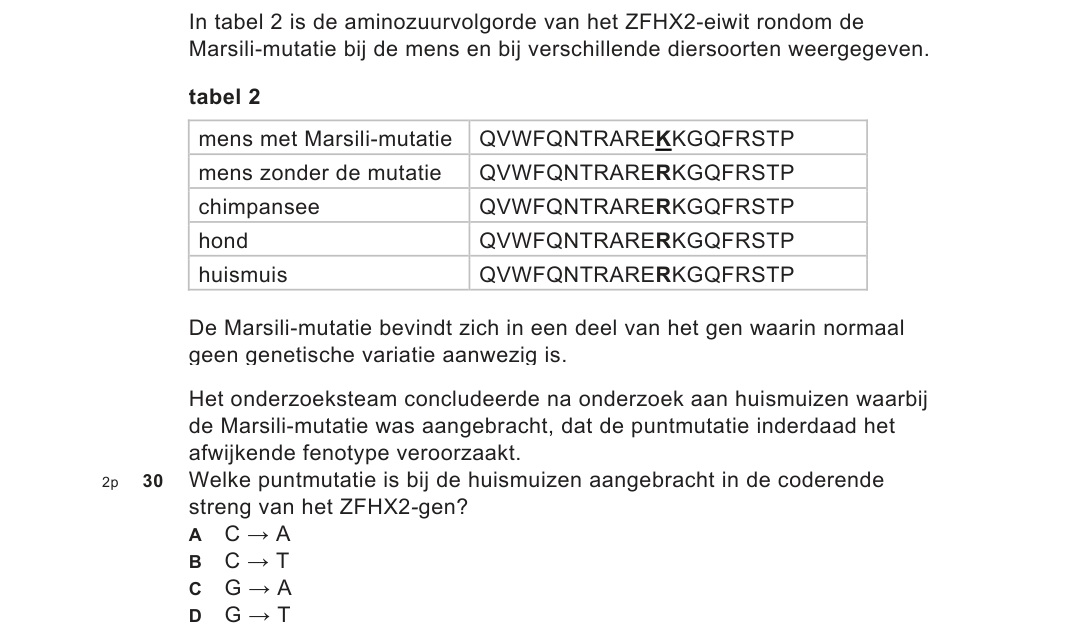 In tabel 2 is de aminozuurvolgorde van het ZFHX2-eiwit rondom de
Marsili-mutatie bij de mens en bij verschillende diersoorten weergegeven.
tabel 2
mens met Marsili-mutatie QVWFQNTRAREKKGQFRSTP
mens zonder de mutatie QVWFQNTRARERKGQFRSTP
chimpansee QVWFQNTRARERKGQFRSTP
hond QVWFQNTRARERKGQFRSTP
huismuis QVWFQNTRARERKGQFRSTP
De Marsili-mutatie bevindt zich in een deel van het gen waarin normaal
geen genetische variatie aanwezig is.
Het onderzoeksteam concludeerde na onderzoek aan huismuizen waarbij
de Marsili-mutatie was aangebracht, dat de puntmutatie inderdaad het
afwijkende fenotype veroorzaakt.
2p 30 Welke puntmutatie is bij de huismuizen aangebracht in de coderende
streng van het ZFHX2-gen?
A C → A
B C → T
C G → A
D G → T